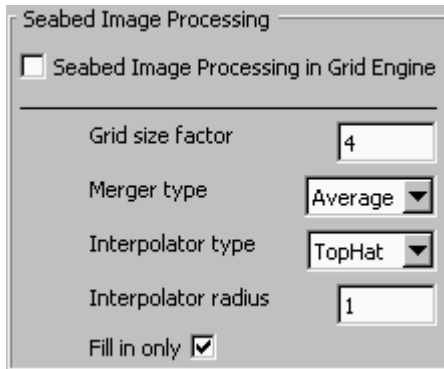 Seabed Image Processing
Seabed Image Processing in Grid Engine
Grid size factor 4
Merger type Average
Interpolator type TopHat
Interpolator radius 1
Fill in only